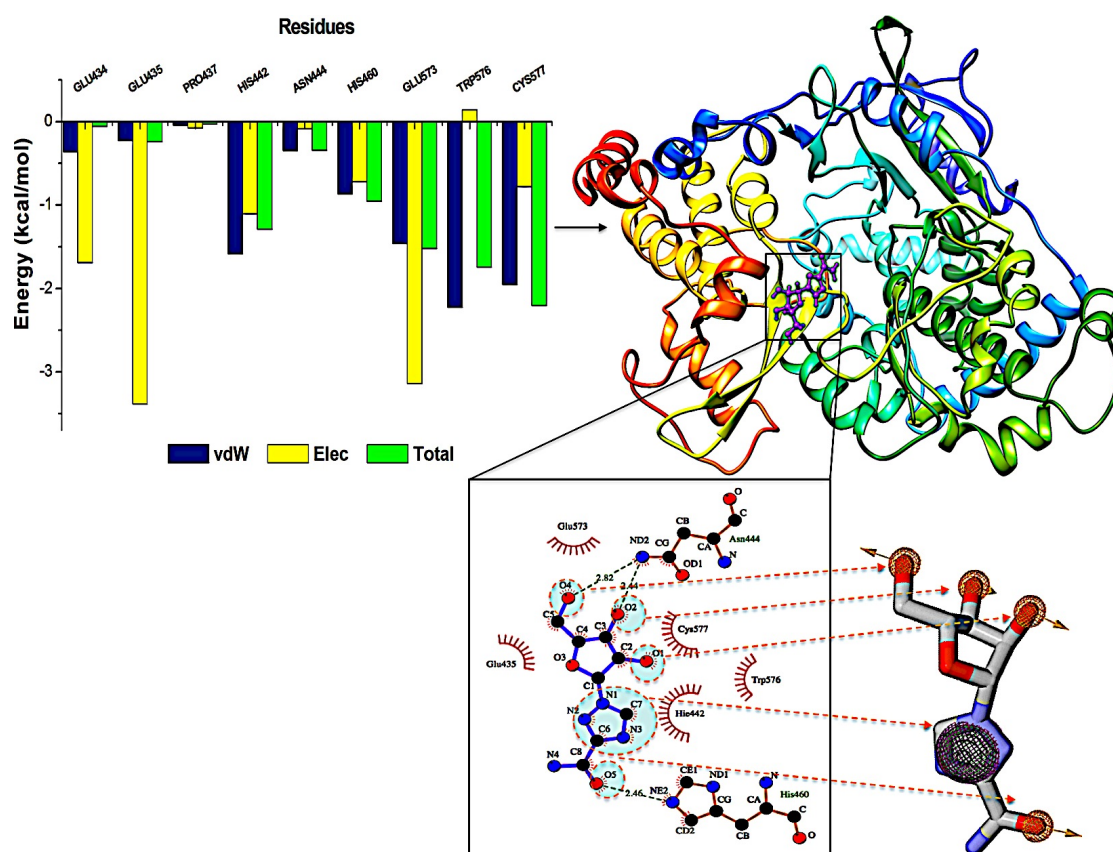 Residues
GLU434 GLU435 PRO437 HIS442 ASN444 HIS460 GLU573 TRP576 CYS577
Energy (kcal/mol)
0
-1
-2
-3
vdW Elec Total
O
Glu573
CB
C
ND2 CG CA Asn444
2.82 OD1 N
O4 2.44
O2
C5 C3 Cys577
C4
Glu435 O3 C2 O1
C1 Trp576
N1
N2 C7 Hie442
C6 N3
C8
N4 CE1 ND1 N
O5 NE2 His460
2.46 CG CA C
CD2 CB O